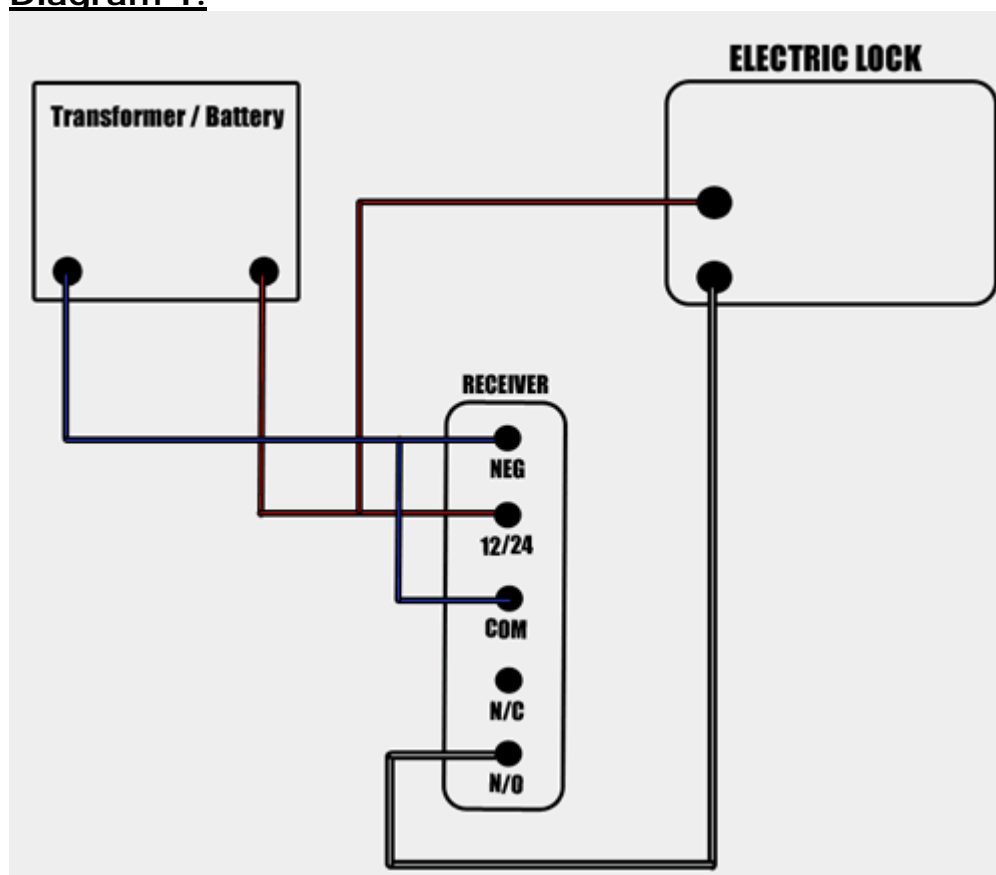 Diagram 1:
ELECTRIC LOCK
Transformer / Battery
RECEIVER
NEG
12/24
COM
N/C
N/O